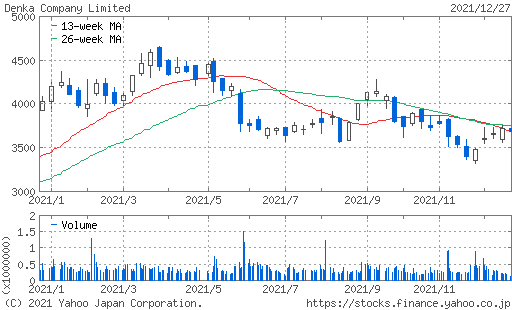 Denka Company Limited 2021/12/27
5000
13-week MA
26-week MA
4500
4000
3500
3000
2021/1 2021/3 2021/5 2021/7 2021/9 2021/11
2
Volume
1.5
1
0.5
0
(x10000000)
2021/1 2021/3 2021/5 2021/7 2021/9 2021/11
(C) 2021 Yahoo Japan Corporation. https://stocks.finance.yahoo.co.jp/